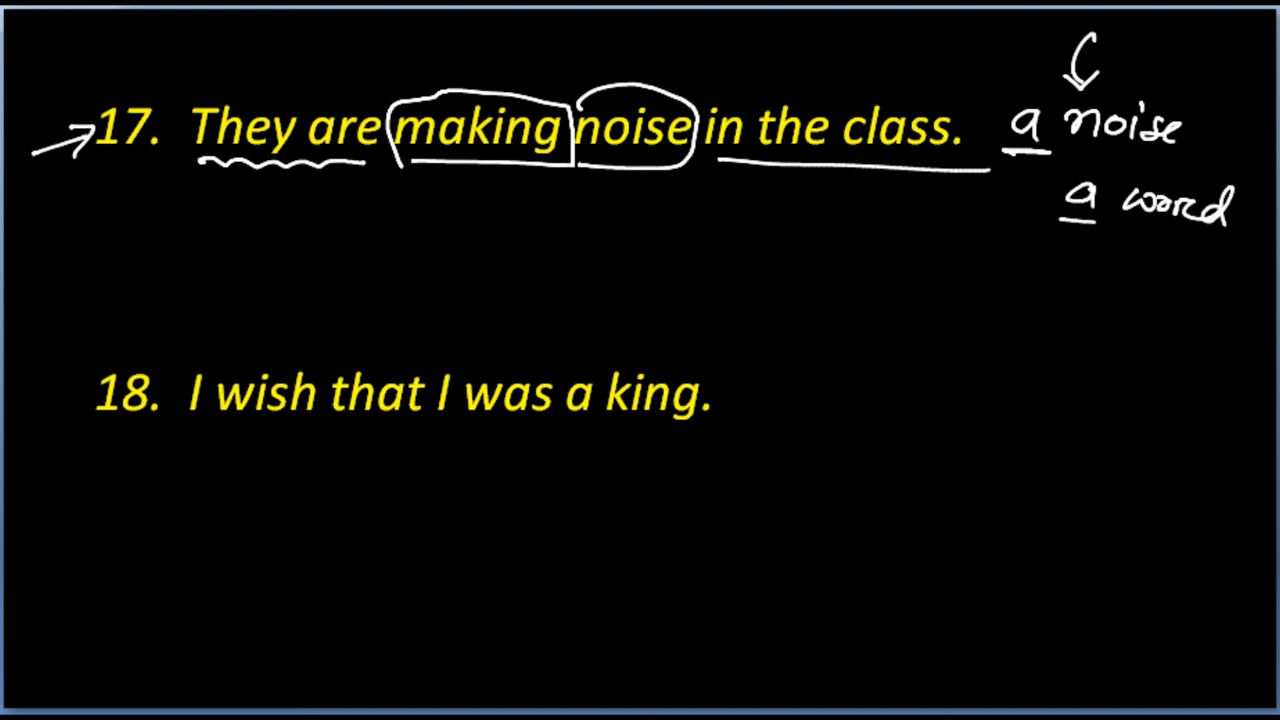 17. They are making noise in the class. a noise
a word
18. I wish that I was a king.